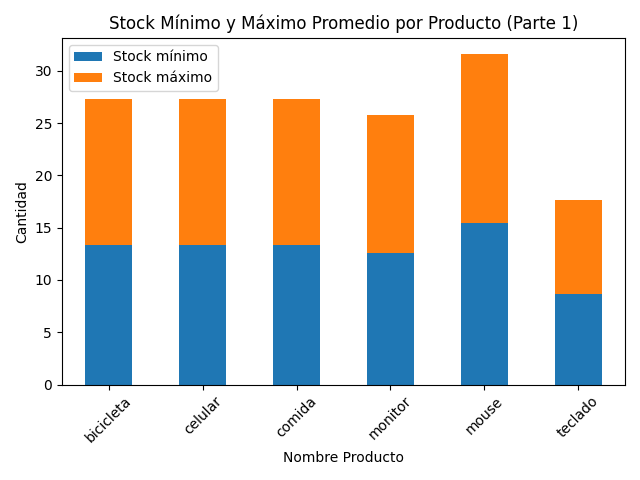 Stock Mínimo y Máximo Promedio por Producto (Parte 1)
Stock mínimo
Stock máximo
30
25
20
15
10
5
0
Cantidad
bicicleta
celular
comida
monitor
mouse
teclado
Nombre Producto